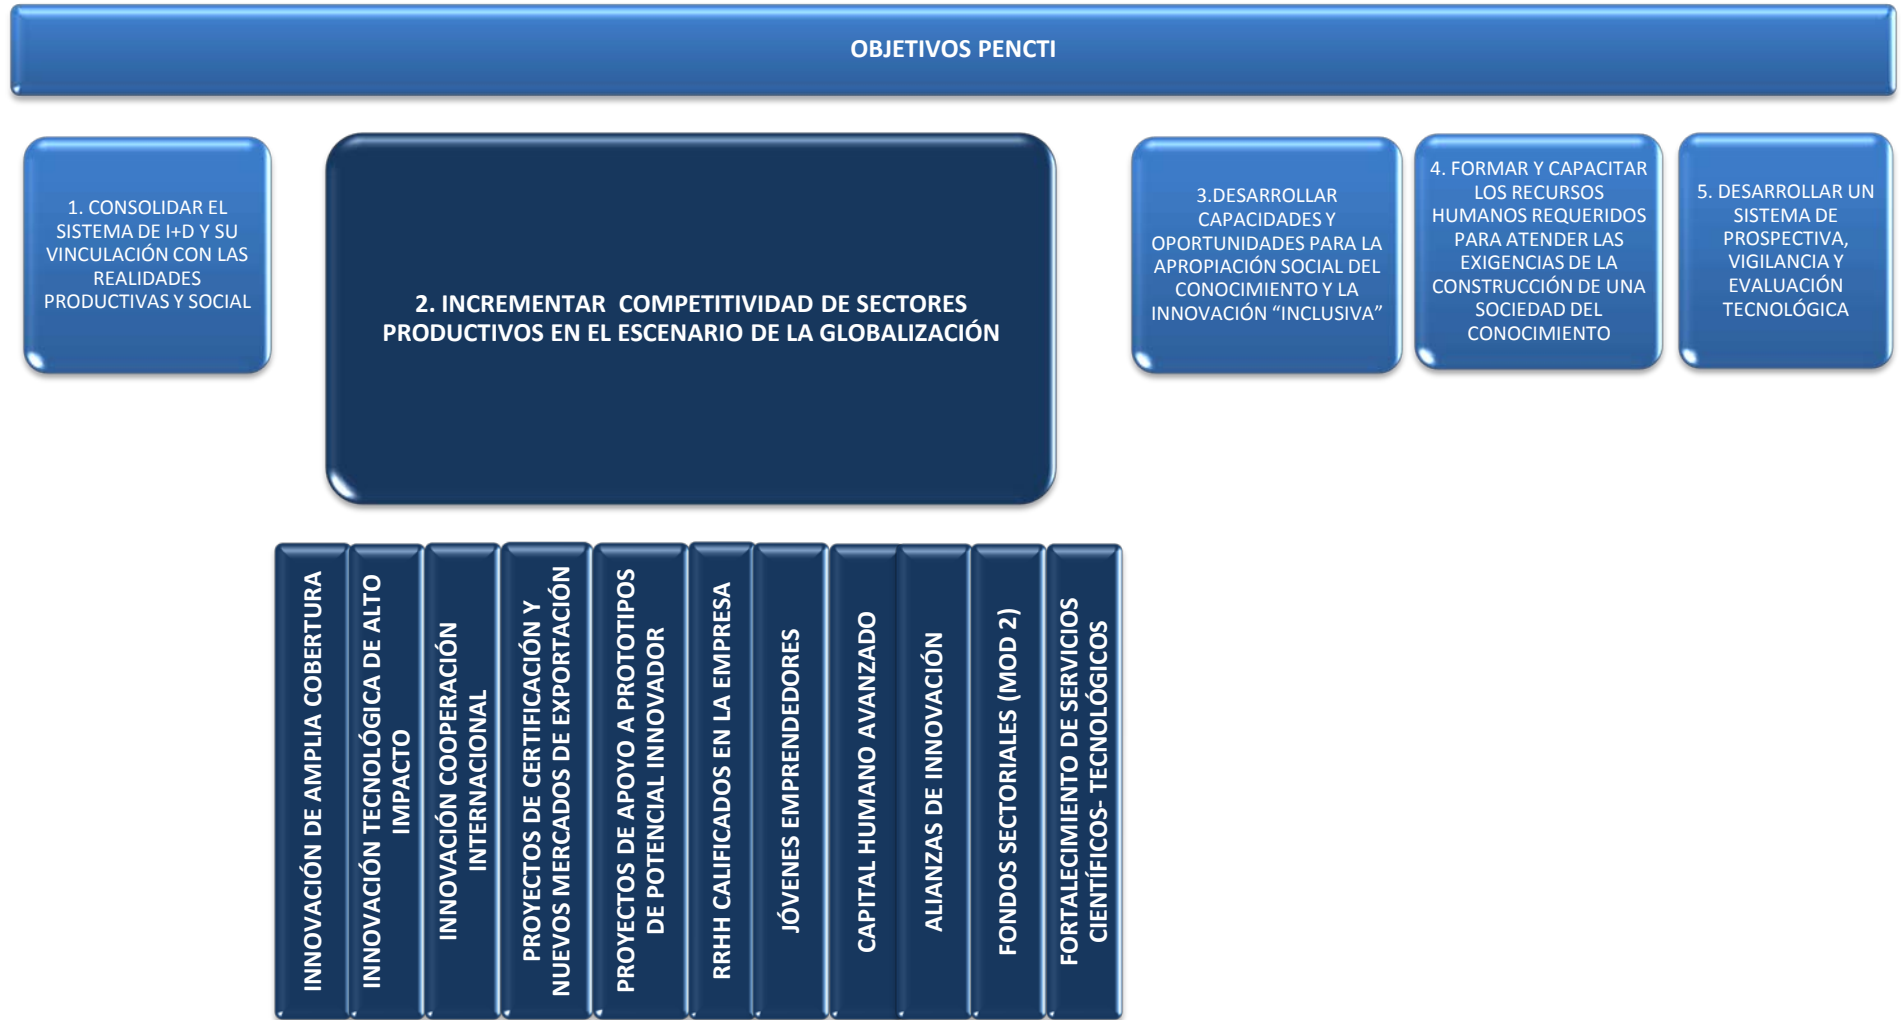 OBJETIVOS PENCTI
1. CONSOLIDAR EL
SISTEMA DE I+D Y SU
VINCULACIÓN CON LAS
REALIDADES
PRODUCTIVAS Y SOCIAL
2. INCREMENTAR COMPETITIVIDAD DE SECTORES
PRODUCTIVOS EN EL ESCENARIO DE LA GLOBALIZACIÓN
3.DESARROLLAR
CAPACIDADES Y
OPORTUNIDADES PARA LA
APROPIACIÓN SOCIAL DEL
CONOCIMIENTO Y LA
INNOVACIÓN “INCLUSIVA”
4. FORMAR Y CAPACITAR
LOS RECURSOS
HUMANOS REQUERIDOS
PARA ATENDER LAS
EXIGENCIAS DE LA
CONSTRUCCIÓN DE UNA
SOCIEDAD DEL
CONOCIMIENTO
5. DESARROLLAR UN
SISTEMA DE
PROSPECTIVA,
VIGILANCIA Y
EVALUACIÓN
TECNOLÓGICA
INNOVACIÓN DE AMPLIA COBERTURA
INNOVACIÓN TECNOLÓGICA DE ALTO
IMPACTO
INNOVACIÓN COOPERACIÓN
INTERNACIONAL
PROYECTOS DE CERTIFICACIÓN Y
NUEVOS MERCADOS DE EXPORTACIÓN
PROYECTOS DE APOYO A PROTOTIPOS
DE POTENCIAL INNOVADOR
RRHH CALIFICADOS EN LA EMPRESA
JÓVENES EMPRENDEDORES
CAPITAL HUMANO AVANZADO
ALIANZAS DE INNOVACIÓN
FONDOS SECTORIALES (MOD 2)
FORTALECIMIENTO DE SERVICIOS
CIENTÍFICOS- TECNOLÓGICOS